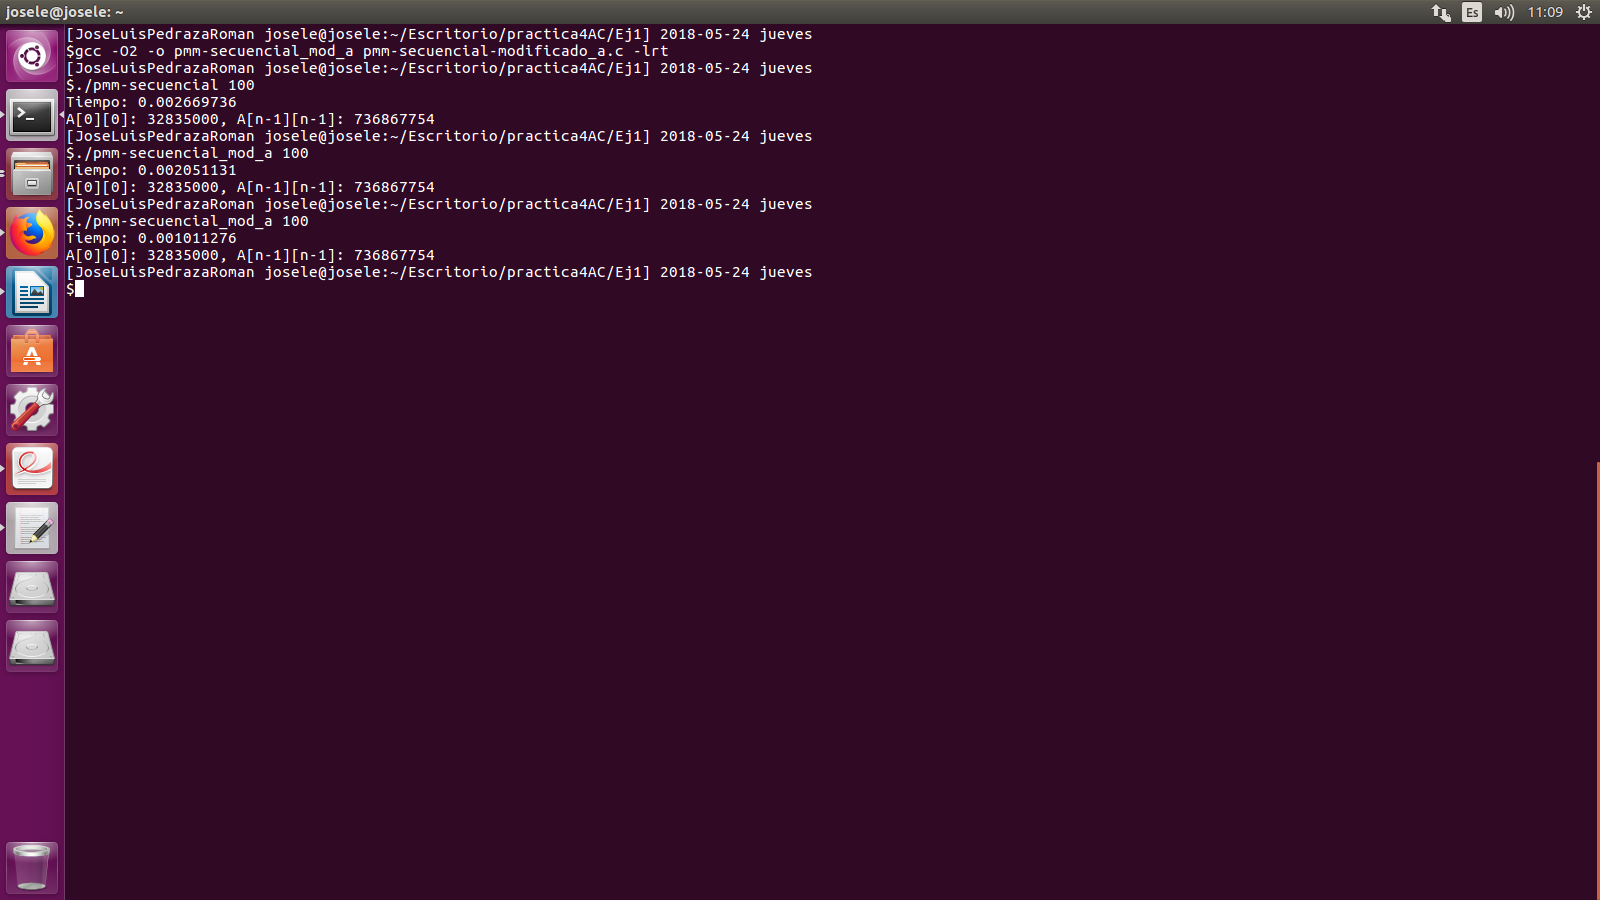 josele@josele: ~
Es
11:09
[JoseLuisPedrazaRoman josele@josele:~/Escritorio/practica4AC/Ej1] 2018-05-24 jueves
$gcc -O2 -o pmm-secuencial_mod_a pmm-secuencial-modificado_a.c -lrt
[JoseLuisPedrazaRoman josele@josele:~/Escritorio/practica4AC/Ej1] 2018-05-24 jueves
$./pmm-secuencial 100
Tiempo: 0.002669736
A[0][0]: 32835000, A[n-1][n-1]: 736867754
[JoseLuisPedrazaRoman josele@josele:~/Escritorio/practica4AC/Ej1] 2018-05-24 jueves
$./pmm-secuencial_mod_a 100
Tiempo: 0.002051131
A[0][0]: 32835000, A[n-1][n-1]: 736867754
[JoseLuisPedrazaRoman josele@josele:~/Escritorio/practica4AC/Ej1] 2018-05-24 jueves
$./pmm-secuencial_mod_a 100
Tiempo: 0.001011276
A[0][0]: 32835000, A[n-1][n-1]: 736867754
[JoseLuisPedrazaRoman josele@josele:~/Escritorio/practica4AC/Ej1] 2018-05-24 jueves
$